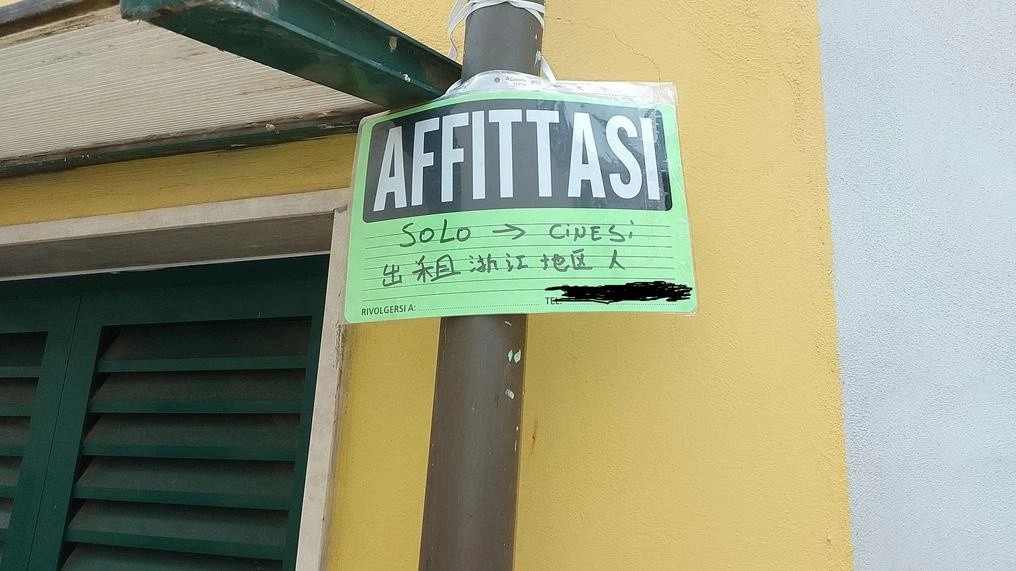 AFFITTASI
SOLO → CINESi
出租浙江地区人
RIVOLGERSI A: TEL.